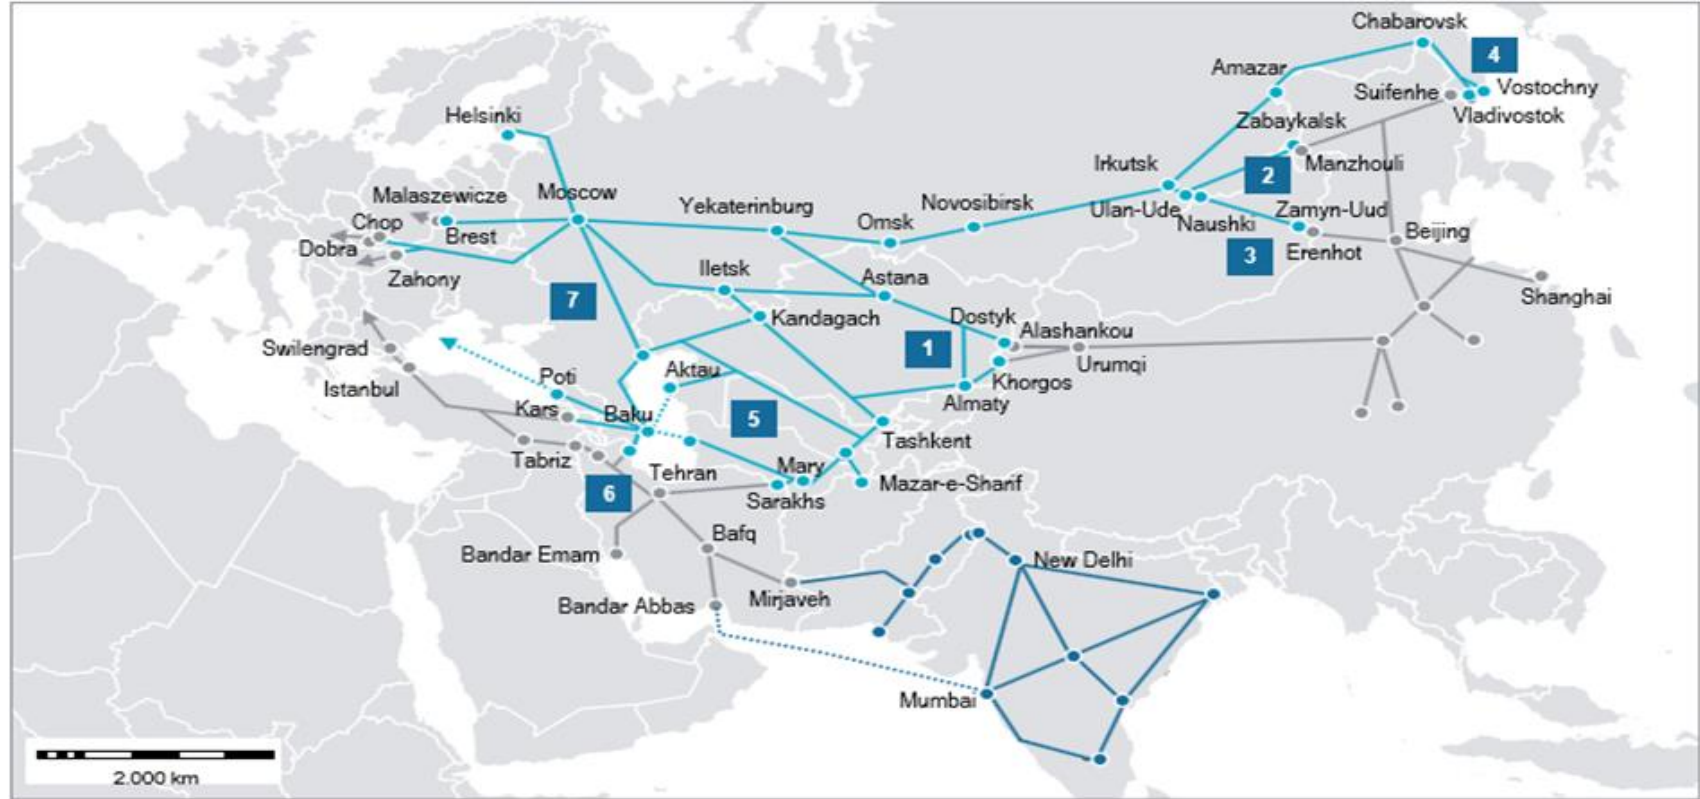 Chabarovsk
4
Amazar
Suifenhe
Vostochny
Vladivostok
Helsinki
Zabaykalsk
Irkutsk
Manzhouli
2
Malaszewicze
Moscow
Yekaterinburg
Novosibirsk
Omsk
Ulan-Ude
Naushki
Zamyn-Uud
Chop
Brest
Dobra
Beijing
Zahony
Erenhot
3
Iletsk
Astana
7
Shanghai
Kandagach
Dostyk
Alashankou
1
Swilengrad
Urumqi
Istanbul
Poti
Aktau
Khorgos
Almaty
Kars
Baku
5
Tashkent
Tabriz
Tehran
Mary
Sarakhs
Mazar-e-Sharif
6
Bafq
Bandar Emam
New Delhi
Bandar Abbas
Mirjaveh
Mumbai
2.000 km